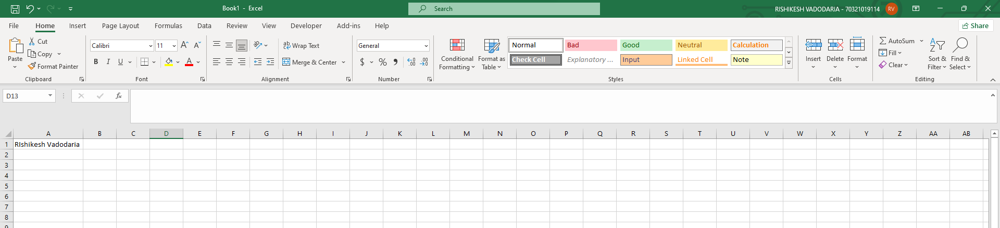 Book1 - Excel
Search
RISHIKESH VADODARIA - 70321019114
RV
File Home Insert Page Layout Formulas Data Review View Developer Add-ins Help
Share
Paste
Cut
Copy
Format Painter
Clipboard
Calibri 11
B I U
Font
Wrap Text
Merge & Center
Alignment
General
$ % , .00
Number
Conditional Formatting
Format as Table
Normal Bad Good Neutral Calculation
Check Cell Explanatory ... Input Linked Cell Note
Styles
Insert Delete Format
Cells
AutoSum
Fill
Clear
Sort & Filter
Find & Select
Editing
D13
fx
A B C D E F G H I J K L M N O P Q R S T U V W X Y Z AA AB
1 RIshikesh Vadodaria
2
3
4
5
6
7
8
9